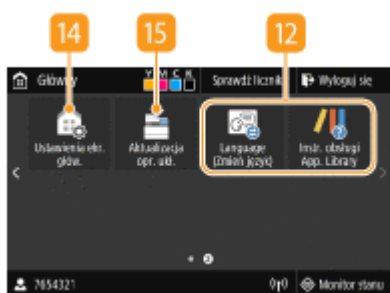 14 15 12
Główny Y M C K Sprawdź licznik Wyloguj się
Ustawienia ekr. główn.
Aktualizacja opr. ukł.
Language (Zmień język)
Instr. obsługi App. Library
7654321 Monitor stanu